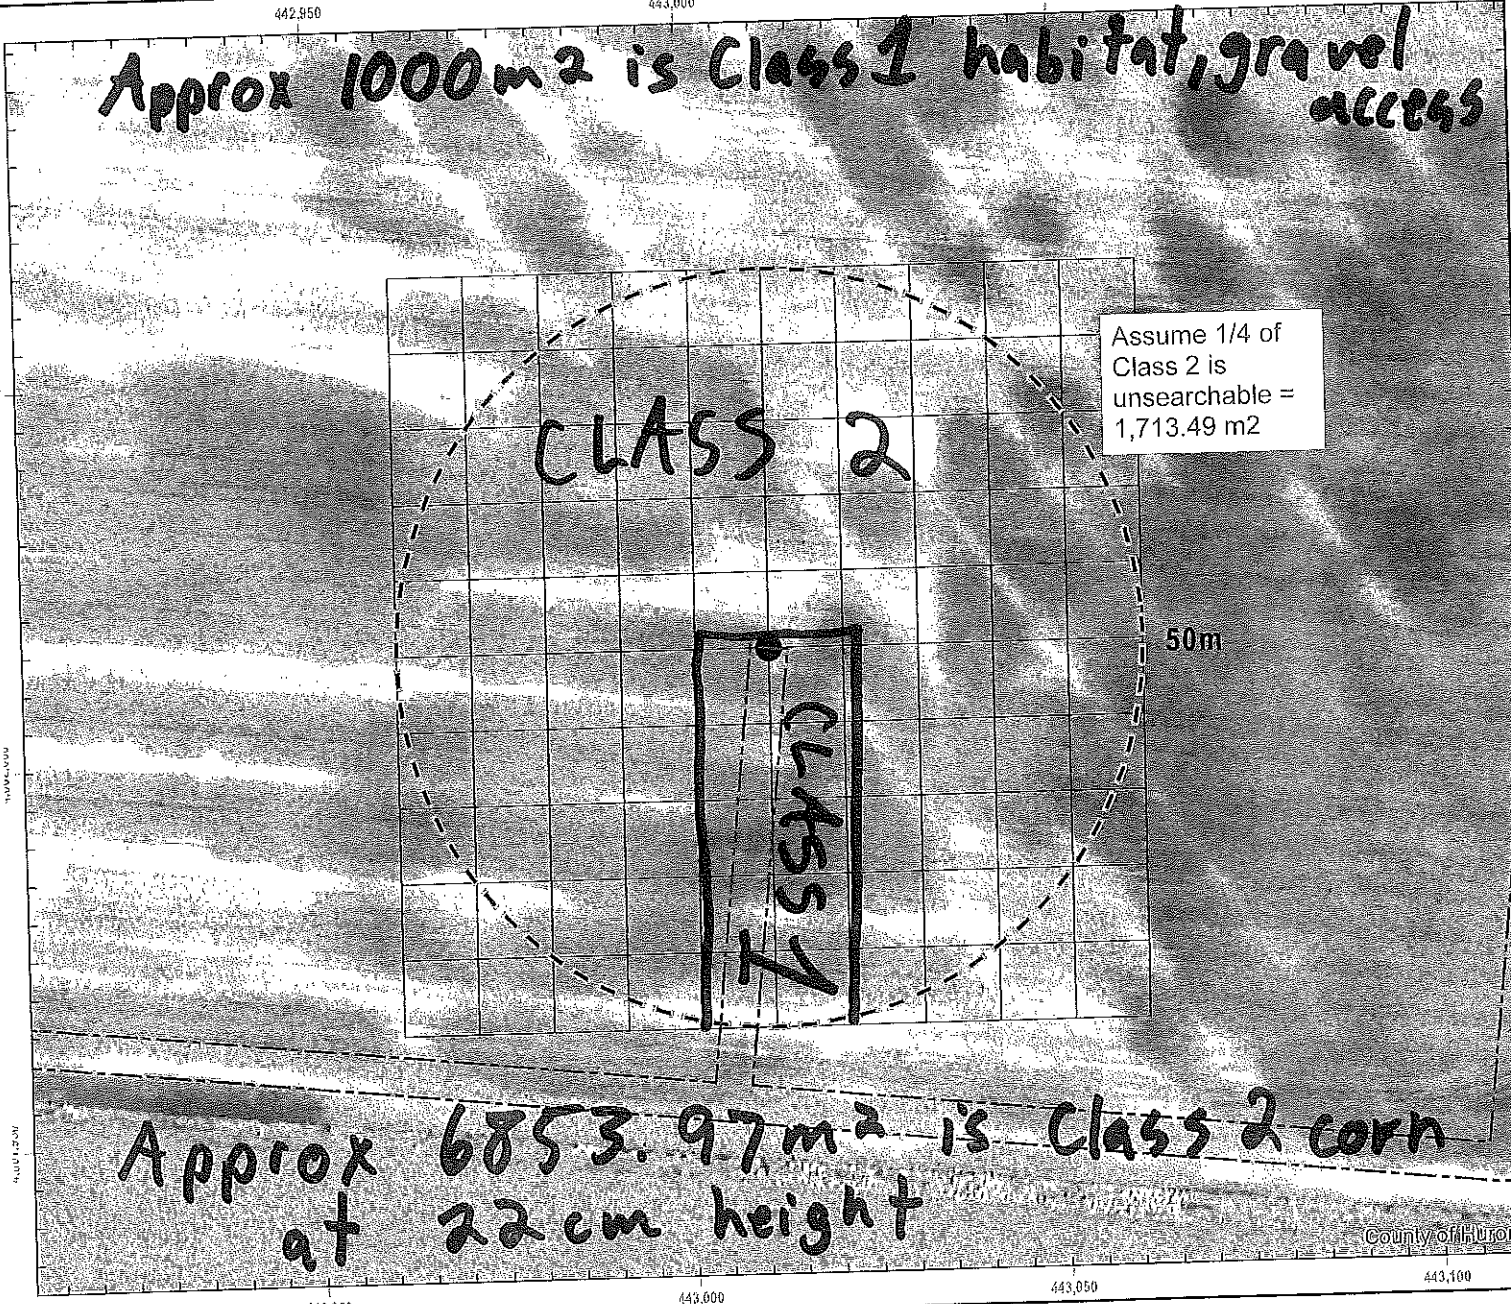 442,950
443,000
Approx 1000m2 is Class1 habitat, gravel
access
Assume 1/4 of
Class 2 is
unsearchable =
1,713.49 m2
CLASS 2
50m
CLASS 1
Approx 6853.97m² is Class 2 corn
at 22cm height
County of Huron
443,000
443,050
443,100